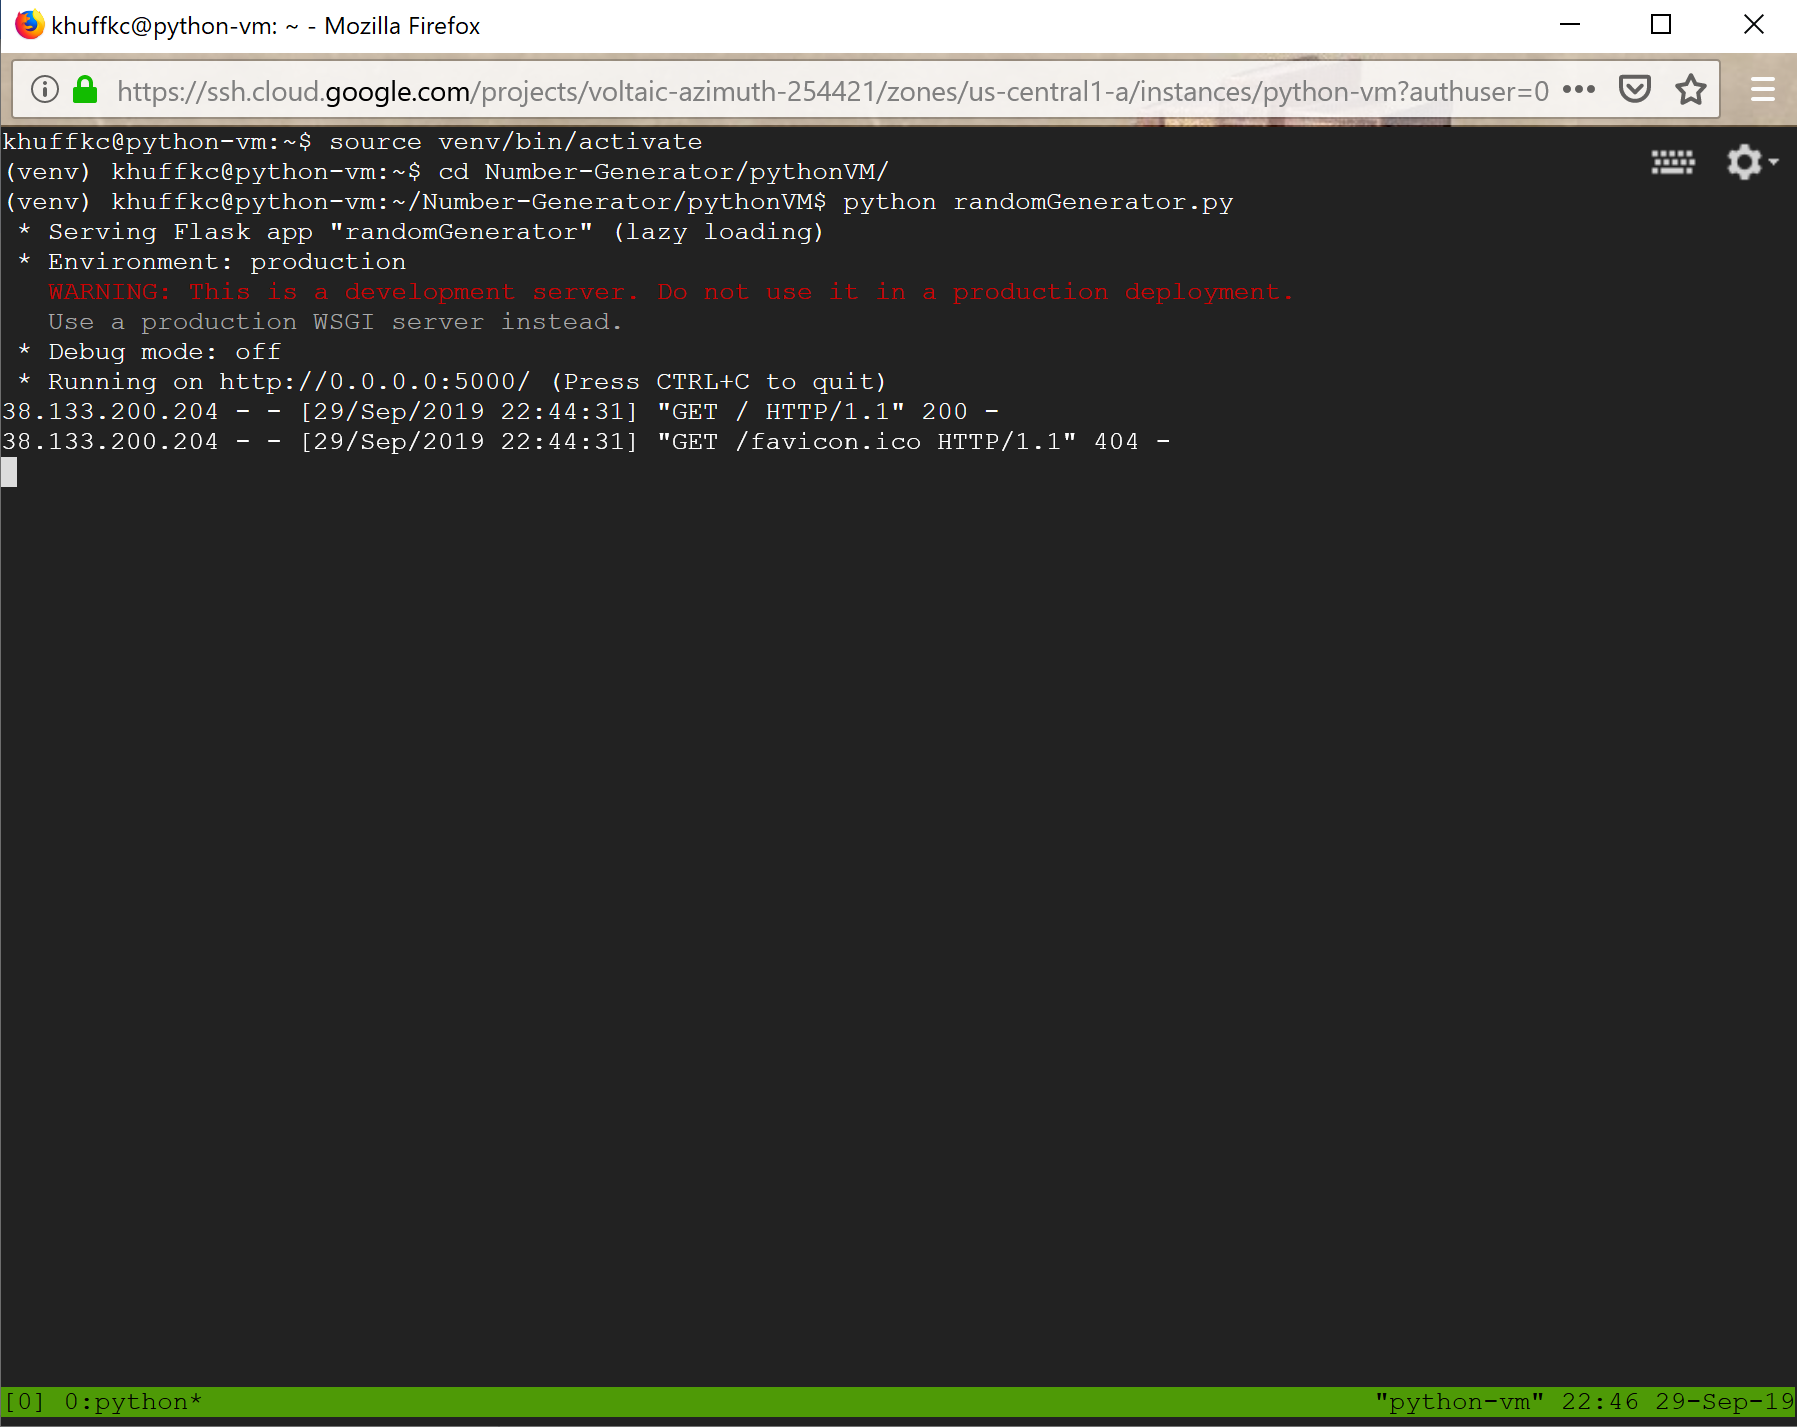 khuffkc@python-vm: ~ - Mozilla Firefox
https://ssh.cloud.google.com/projects/voltaic-azimuth-254421/zones/us-central1-a/instances/python-vm?authuser=0
khuffkc@python-vm:~$ source venv/bin/activate
(venv) khuffkc@python-vm:~$ cd Number-Generator/pythonVM/
(venv) khuffkc@python-vm:~/Number-Generator/pythonVM$ python randomGenerator.py
 * Serving Flask app "randomGenerator" (lazy loading)
 * Environment: production
   WARNING: This is a development server. Do not use it in a production deployment.
   Use a production WSGI server instead.
 * Debug mode: off
 * Running on http://0.0.0.0:5000/ (Press CTRL+C to quit)
38.133.200.204 - - [29/Sep/2019 22:44:31] "GET / HTTP/1.1" 200 -
38.133.200.204 - - [29/Sep/2019 22:44:31] "GET /favicon.ico HTTP/1.1" 404 -
[0] 0:python* "python-vm" 22:46 29-Sep-19